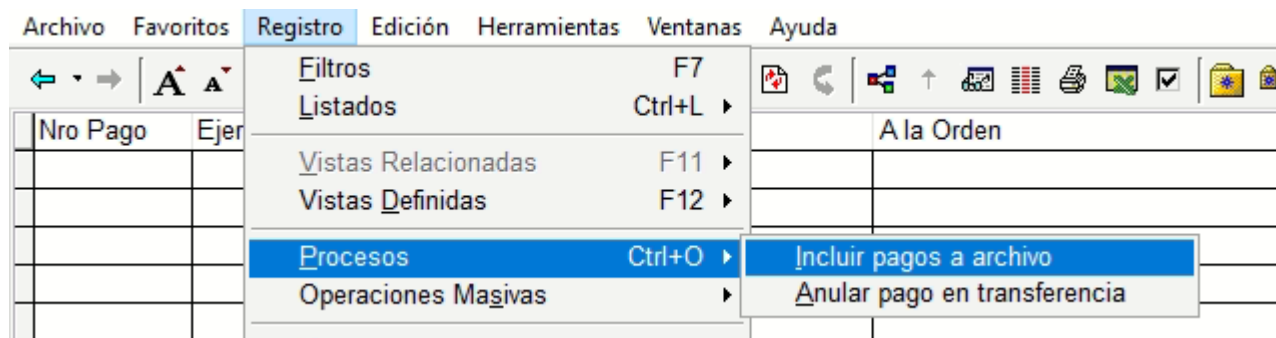 Archivo Favoritos Registro Edición Herramientas Ventanas Ayuda
Filtros F7
Listados Ctrl+L
Nro Pago Ejer A la Orden
Vistas Relacionadas F11
Vistas Definidas F12
Procesos Ctrl+O Incluir pagos a archivo
Operaciones Masivas Anular pago en transferencia